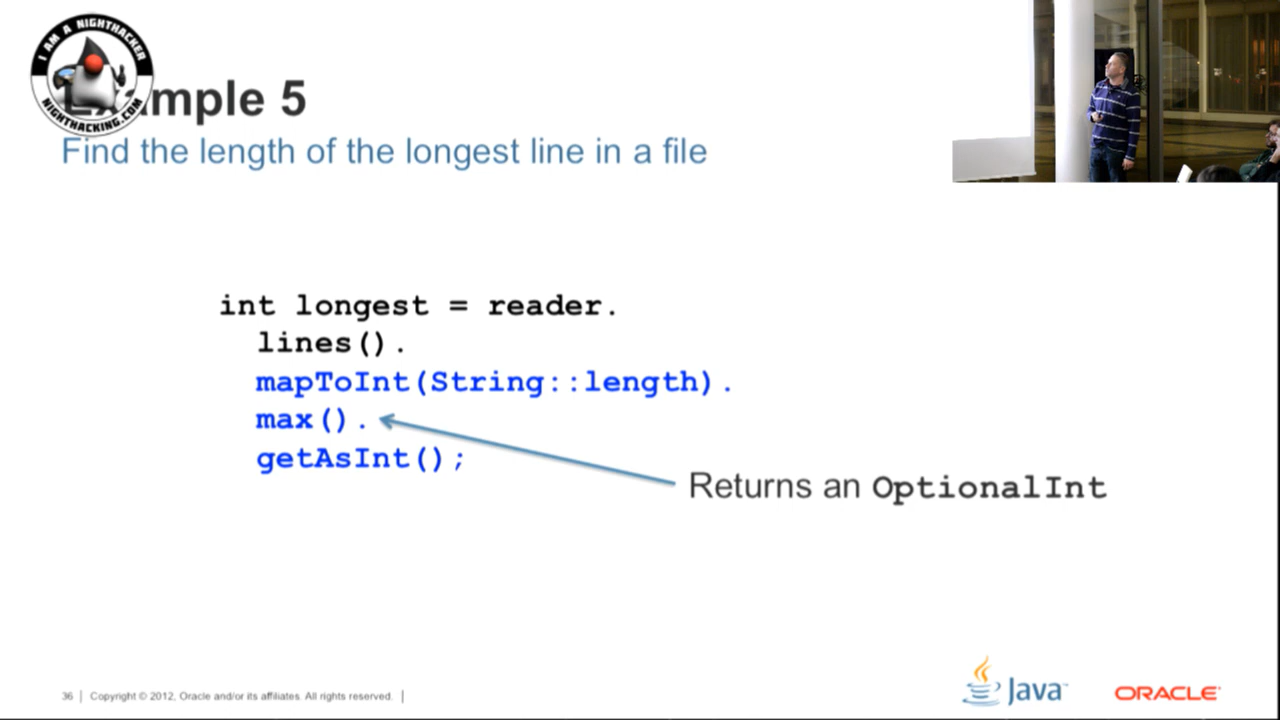 I AM A NIGHTHACKER
NIGHTHACKING.COM
Example 5
Find the length of the longest line in a file
int longest = reader.
lines().
mapToInt(String::length).
max().
getAsInt();
Returns an OptionalInt
36 | Copyright © 2012, Oracle and/or its affiliates. All rights reserved. |
Java™
ORACLE®